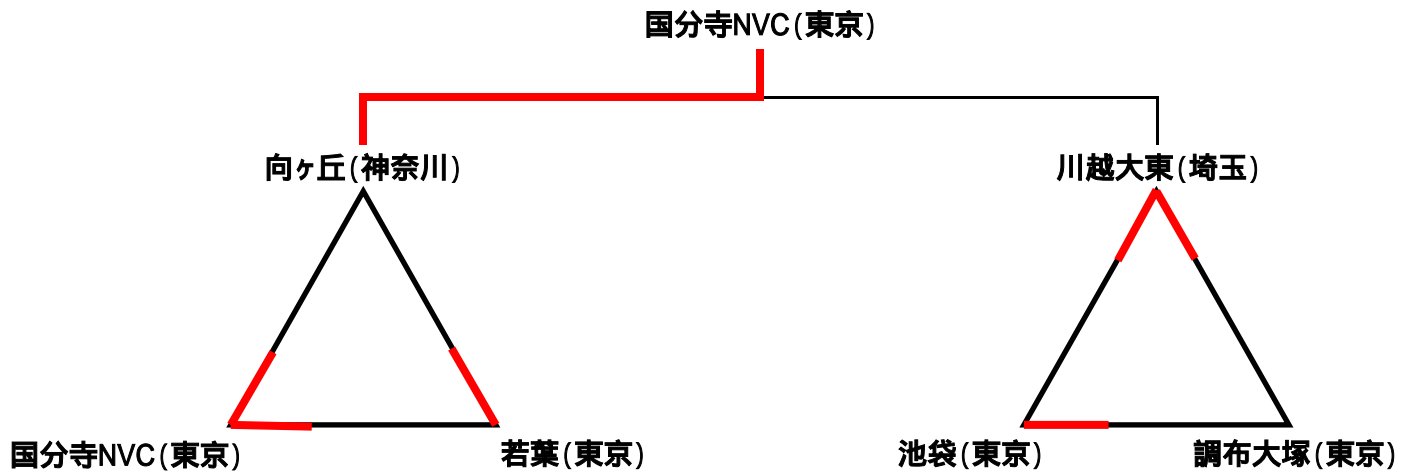 国分寺NVC(東京)
向ヶ丘(神奈川)
川越大東(埼玉)
国分寺NVC(東京)
若葉(東京)
池袋(東京)
調布大塚(東京)